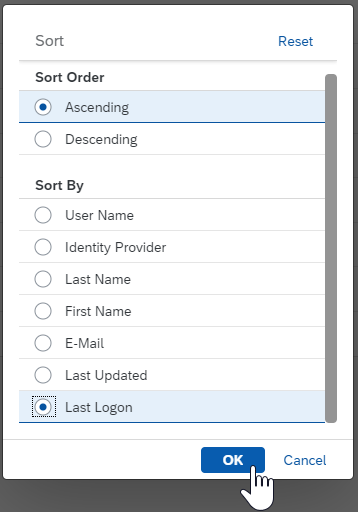 Sort Reset
Sort Order
Ascending
Descending
Sort By
User Name
Identity Provider
Last Name
First Name
E-Mail
Last Updated
Last Logon
OK Cancel